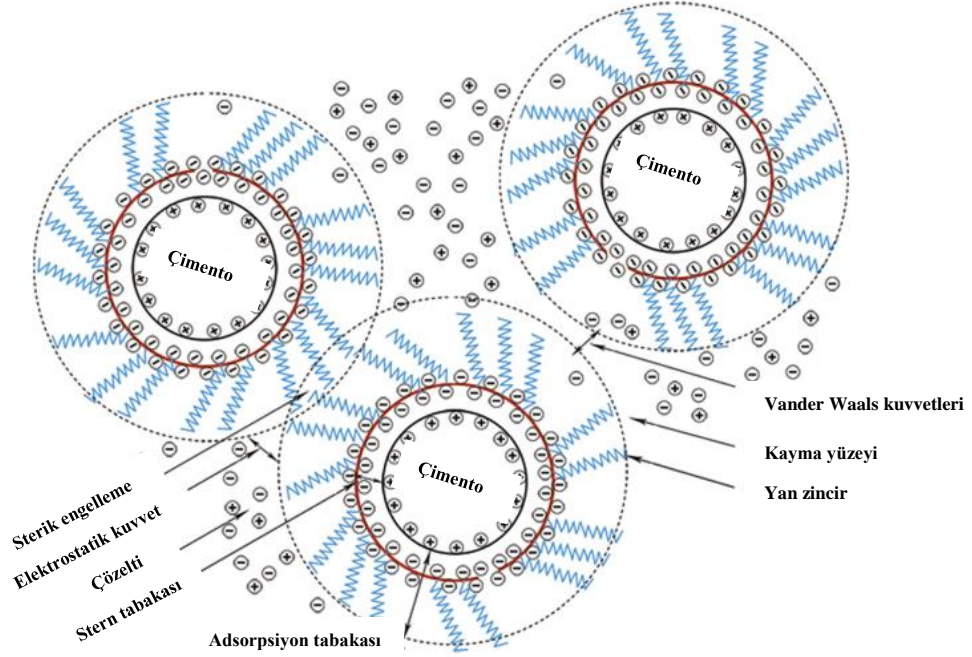 Çimento
Çimento
Çimento
Vander Waals kuvvetleri
Kayma yüzeyi
Yan zincir
Sterik engelleme
Elektrostatik kuvvet
Çözelti
Stern tabakası
Adsorpsiyon tabakası